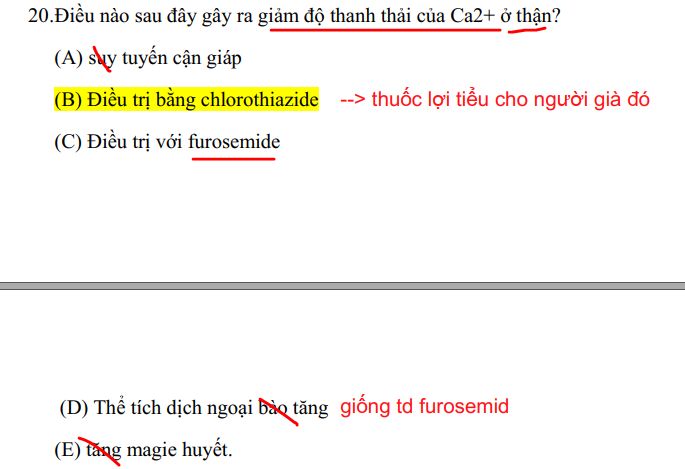 20.Điều nào sau đây gây ra giảm độ thanh thải của Ca2+ ở thận?
(A) suy tuyến cận giáp
(B) Điều trị bằng chlorothiazide --> thuốc lợi tiểu cho người già đó
(C) Điều trị với furosemide
(D) Thể tích dịch ngoại bào tăng giống td furosemid
(E) tăng magie huyết.